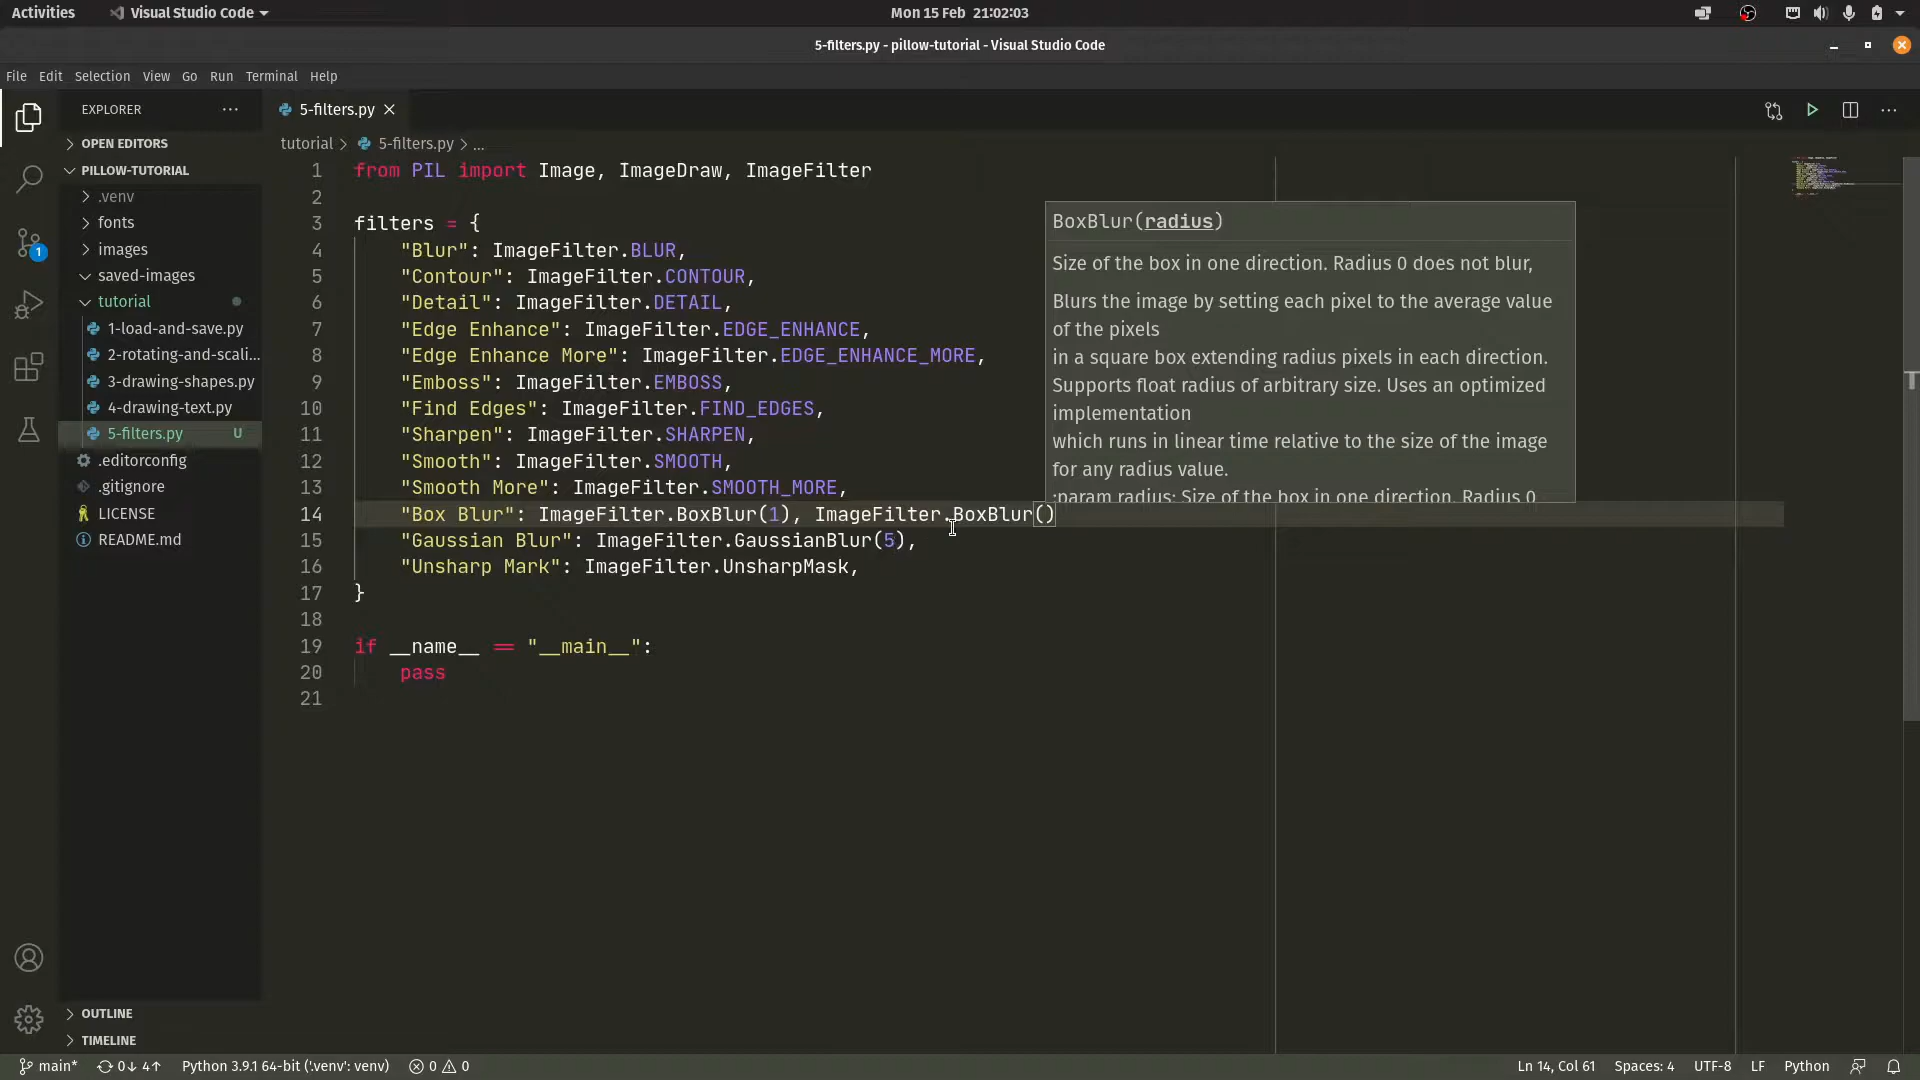 Activities
Visual Studio Code
Mon 15 Feb 21:02:03
5-filters.py - pillow-tutorial - Visual Studio Code
File Edit Selection View Go Run Terminal Help
EXPLORER
OPEN EDITORS
PILLOW-TUTORIAL
.venv
fonts
images
saved-images
tutorial
1-load-and-save.py
2-rotating-and-scali...
3-drawing-shapes.py
4-drawing-text.py
5-filters.py U
.editorconfig
.gitignore
LICENSE
README.md
OUTLINE
TIMELINE
1
5-filters.py
tutorial > 5-filters.py > ...
1 from PIL import Image, ImageDraw, ImageFilter
2
3 filters = {
4 "Blur": ImageFilter.BLUR,
5 "Contour": ImageFilter.CONTOUR,
6 "Detail": ImageFilter.DETAIL,
7 "Edge Enhance": ImageFilter.EDGE_ENHANCE,
8 "Edge Enhance More": ImageFilter.EDGE_ENHANCE_MORE,
9 "Emboss": ImageFilter.EMBOSS,
10 "Find Edges": ImageFilter.FIND_EDGES,
11 "Sharpen": ImageFilter.SHARPEN,
12 "Smooth": ImageFilter.SMOOTH,
13 "Smooth More": ImageFilter.SMOOTH_MORE,
14 "Box Blur": ImageFilter.BoxBlur(1), ImageFilter.BoxBlur()
15 "Gaussian Blur": ImageFilter.GaussianBlur(5),
16 "Unsharp Mark": ImageFilter.UnsharpMask,
17 }
18
19 if __name__ == "__main__":
20 pass
21
BoxBlur(radius)
Size of the box in one direction. Radius 0 does not blur,
Blurs the image by setting each pixel to the average value
of the pixels
in a square box extending radius pixels in each direction.
Supports float radius of arbitrary size. Uses an optimized
implementation
which runs in linear time relative to the size of the image
for any radius value.
:param radius: Size of the box in one direction. Radius 0
main* 0↓ 4↑ Python 3.9.1 64-bit ('.venv': venv) 0 0
Ln 14, Col 61 Spaces: 4 UTF-8 LF Python